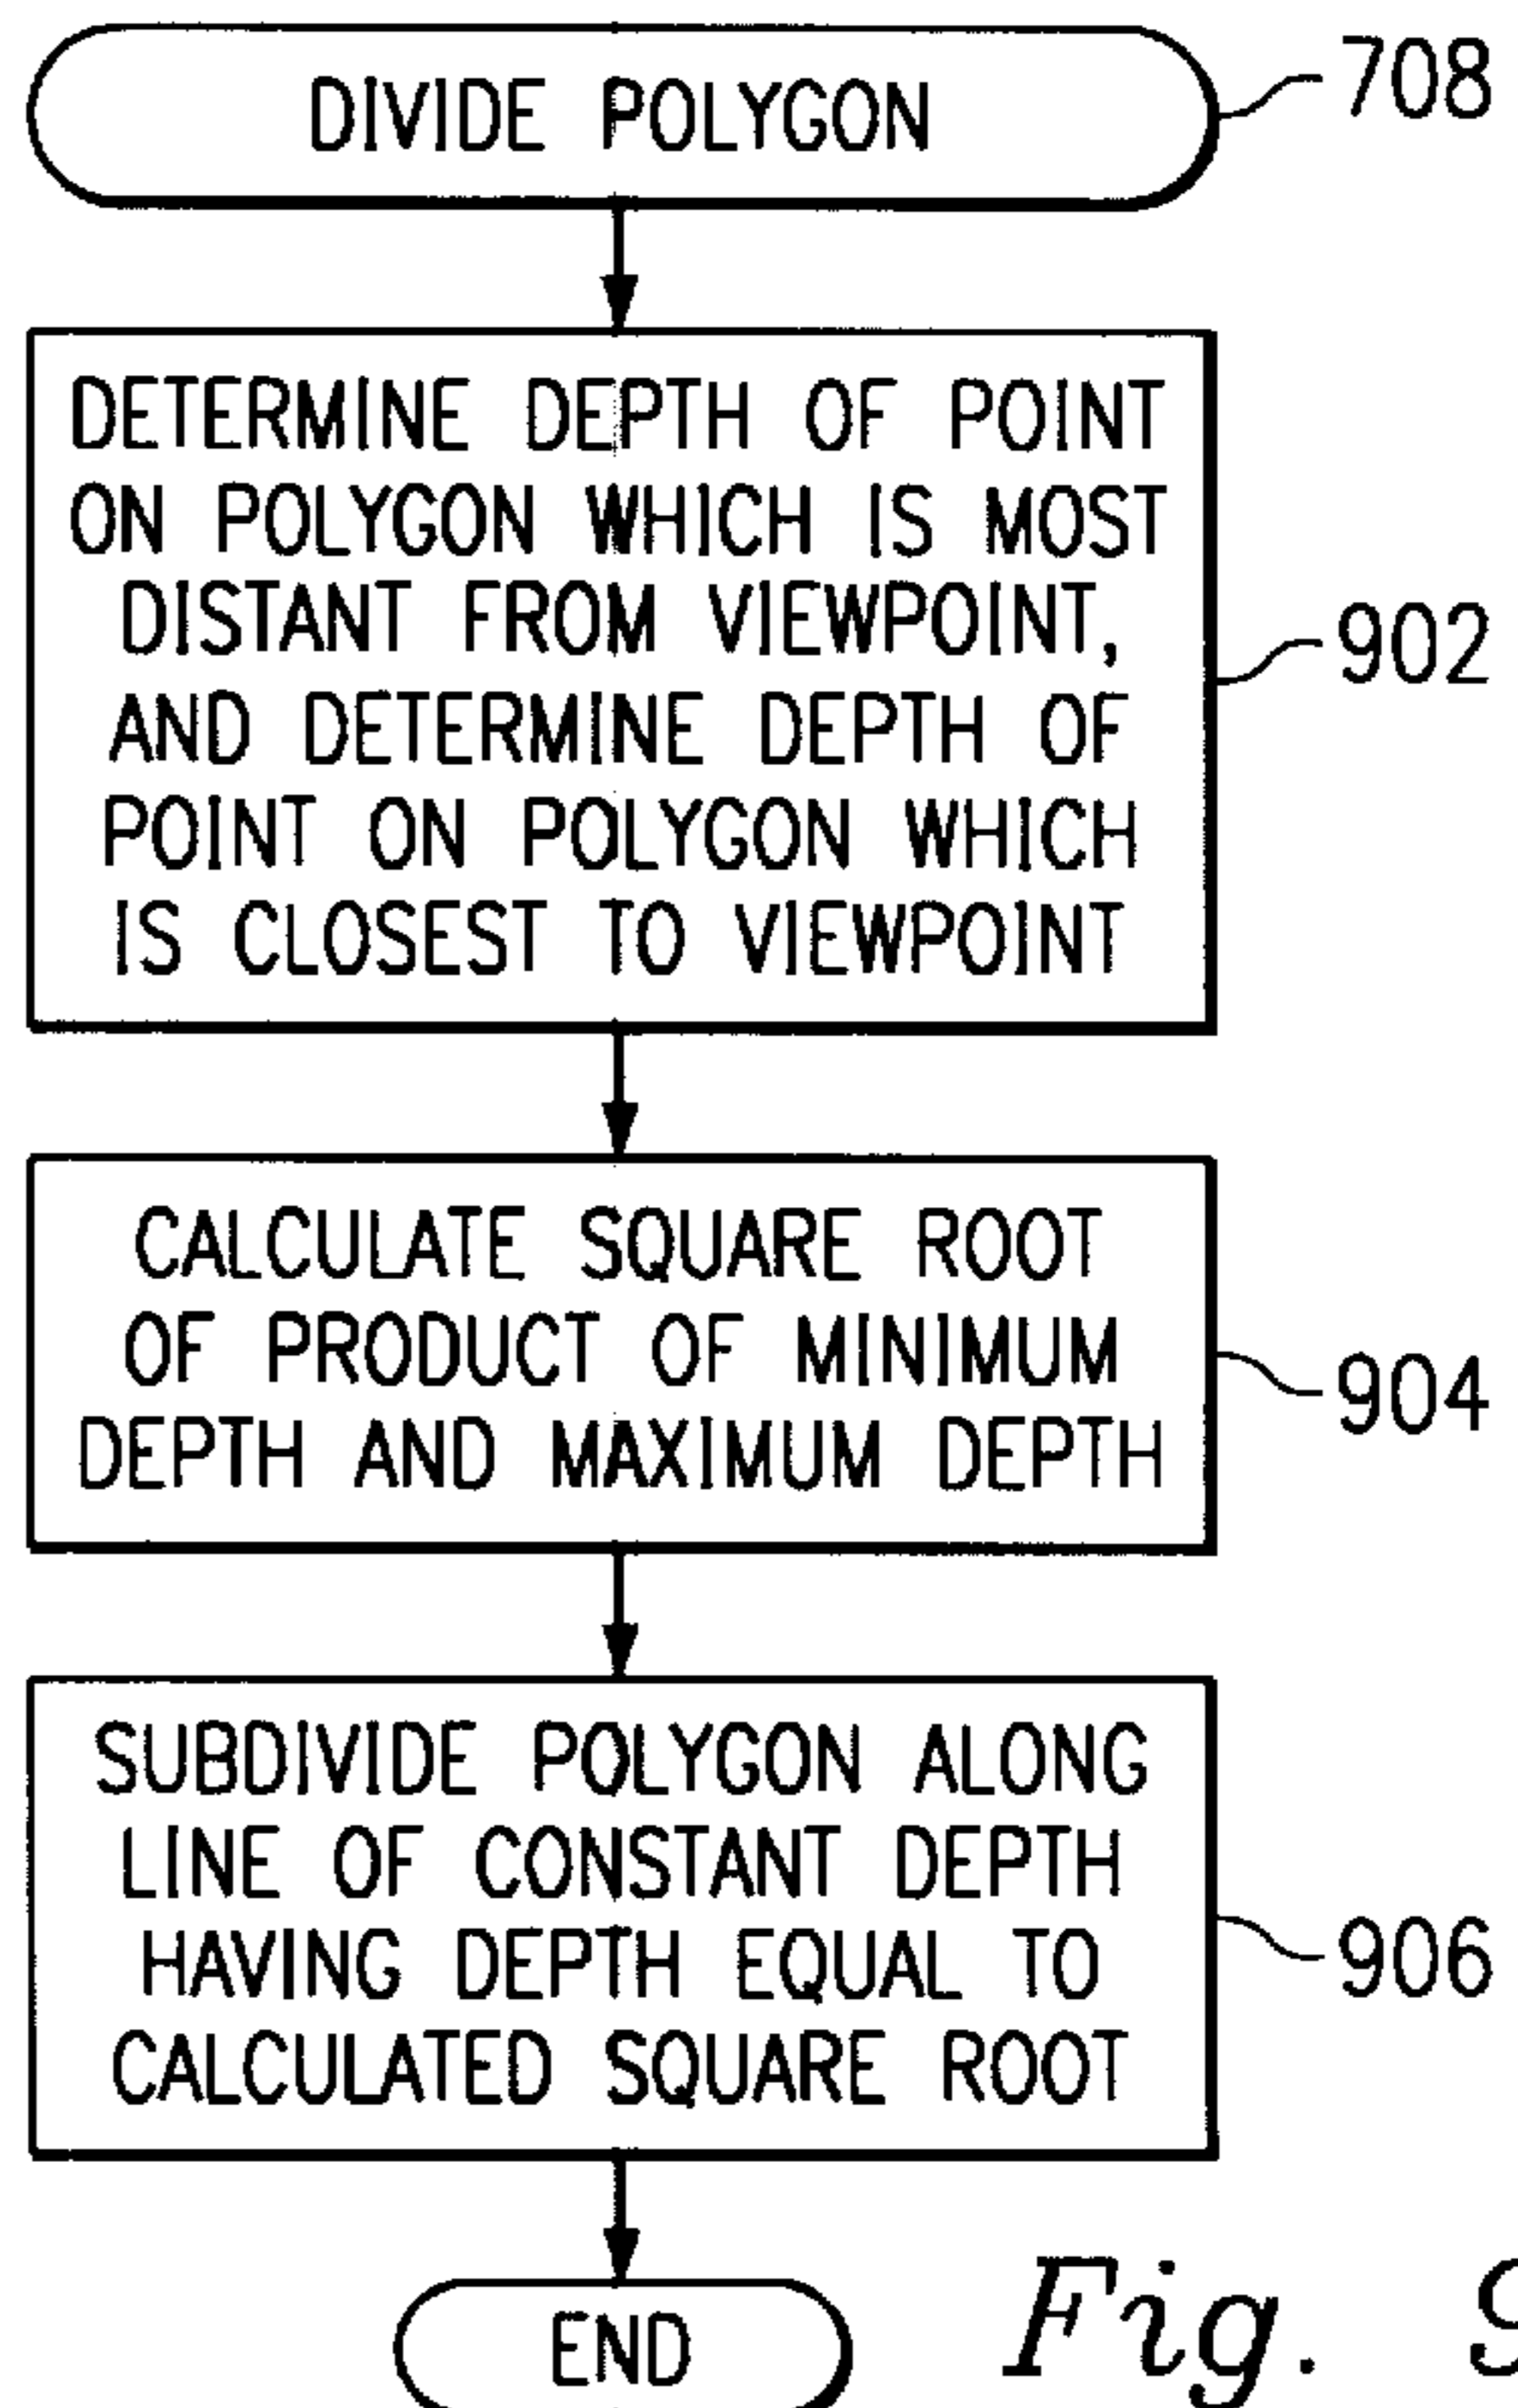 DIVIDE POLYGON
708
DETERMINE DEPTH OF POINT
ON POLYGON WHICH IS MOST
DISTANT FROM VIEWPOINT,
AND DETERMINE DEPTH OF
POINT ON POLYGON WHICH
IS CLOSEST TO VIEWPOINT
902
CALCULATE SQUARE ROOT
OF PRODUCT OF MINIMUM
DEPTH AND MAXIMUM DEPTH
904
SUBDIVIDE POLYGON ALONG
LINE OF CONSTANT DEPTH
HAVING DEPTH EQUAL TO
CALCULATED SQUARE ROOT
906
END
Fig. 9